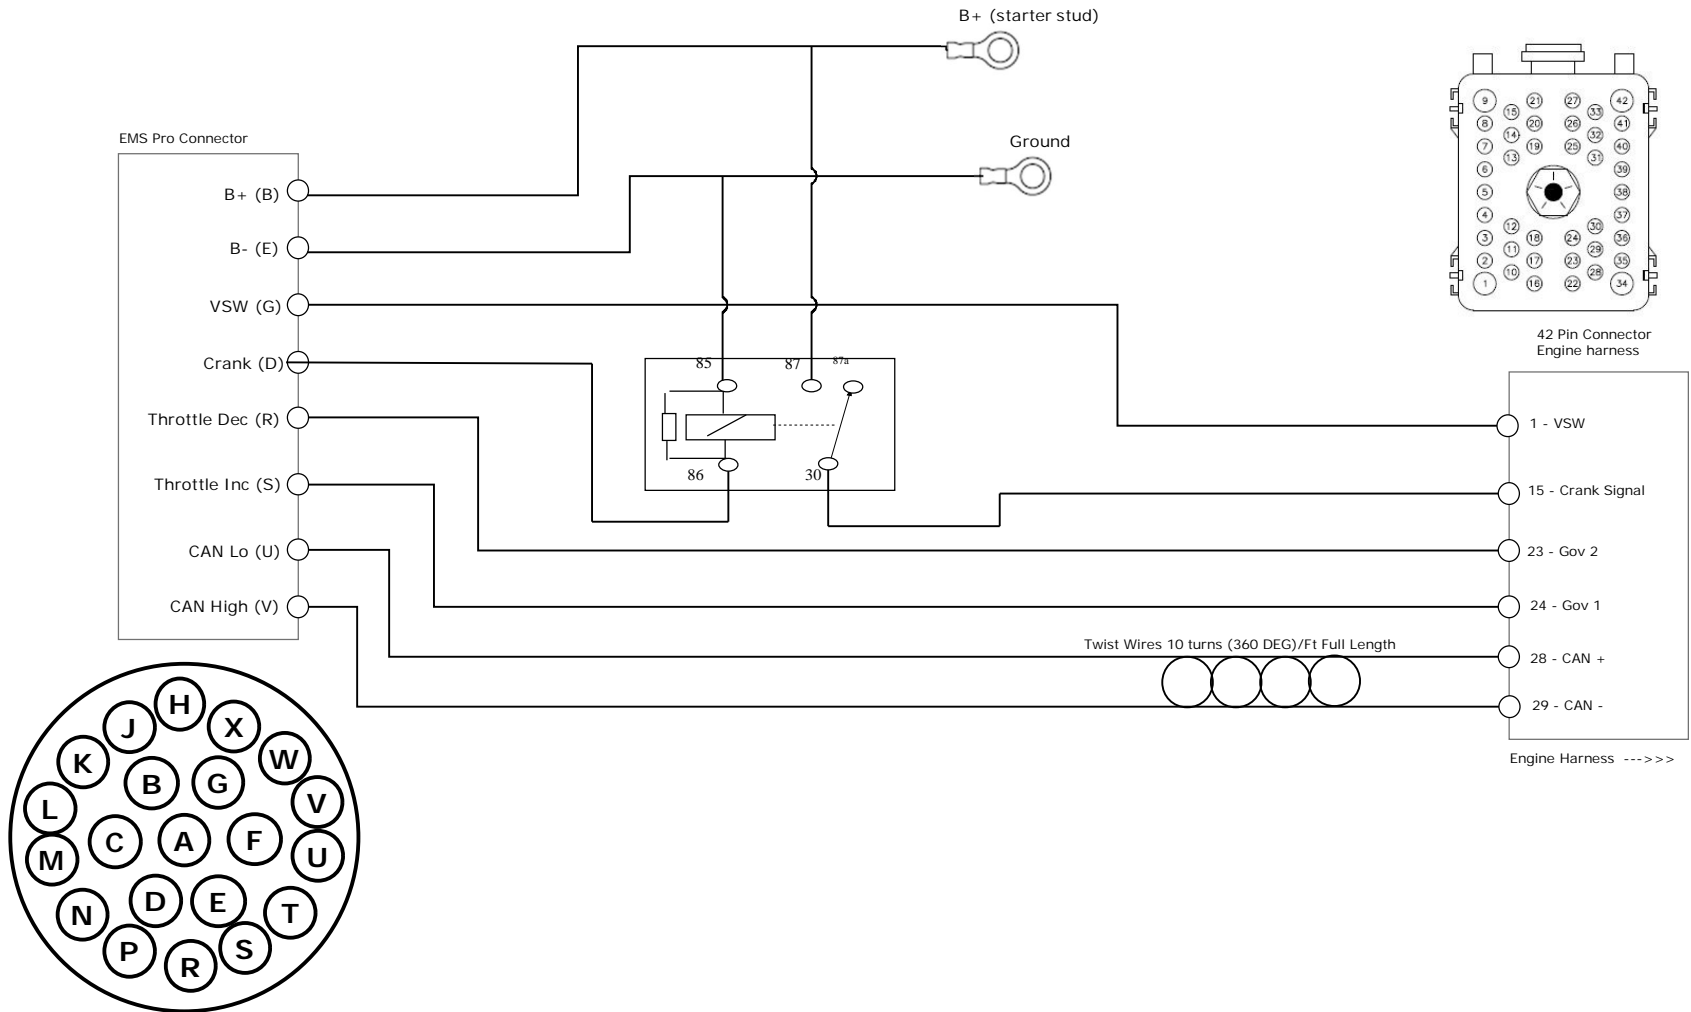 B+ (starter stud)
Ground
EMS Pro Connector
B+ (B)
B- (E)
VSW (G)
Crank (D)
Throttle Dec (R)
Throttle Inc (S)
CAN Lo (U)
CAN High (V)
85
87
87a
86
30
9
8
7
6
5
4
3
2
1
15
14
13
12
11
10
21
20
19
18
17
16
27
26
25
24
23
22
33
32
31
30
29
28
42
41
40
39
38
37
36
35
34
42 Pin Connector
Engine harness
1 - VSW
15 - Crank Signal
23 - Gov 2
24 - Gov 1
Twist Wires 10 turns (360 DEG)/Ft Full Length
28 - CAN +
29 - CAN -
Engine Harness --->>>
H
J
X
K
W
B
G
L
V
C
A
F
M
U
D
E
N
T
P
S
R